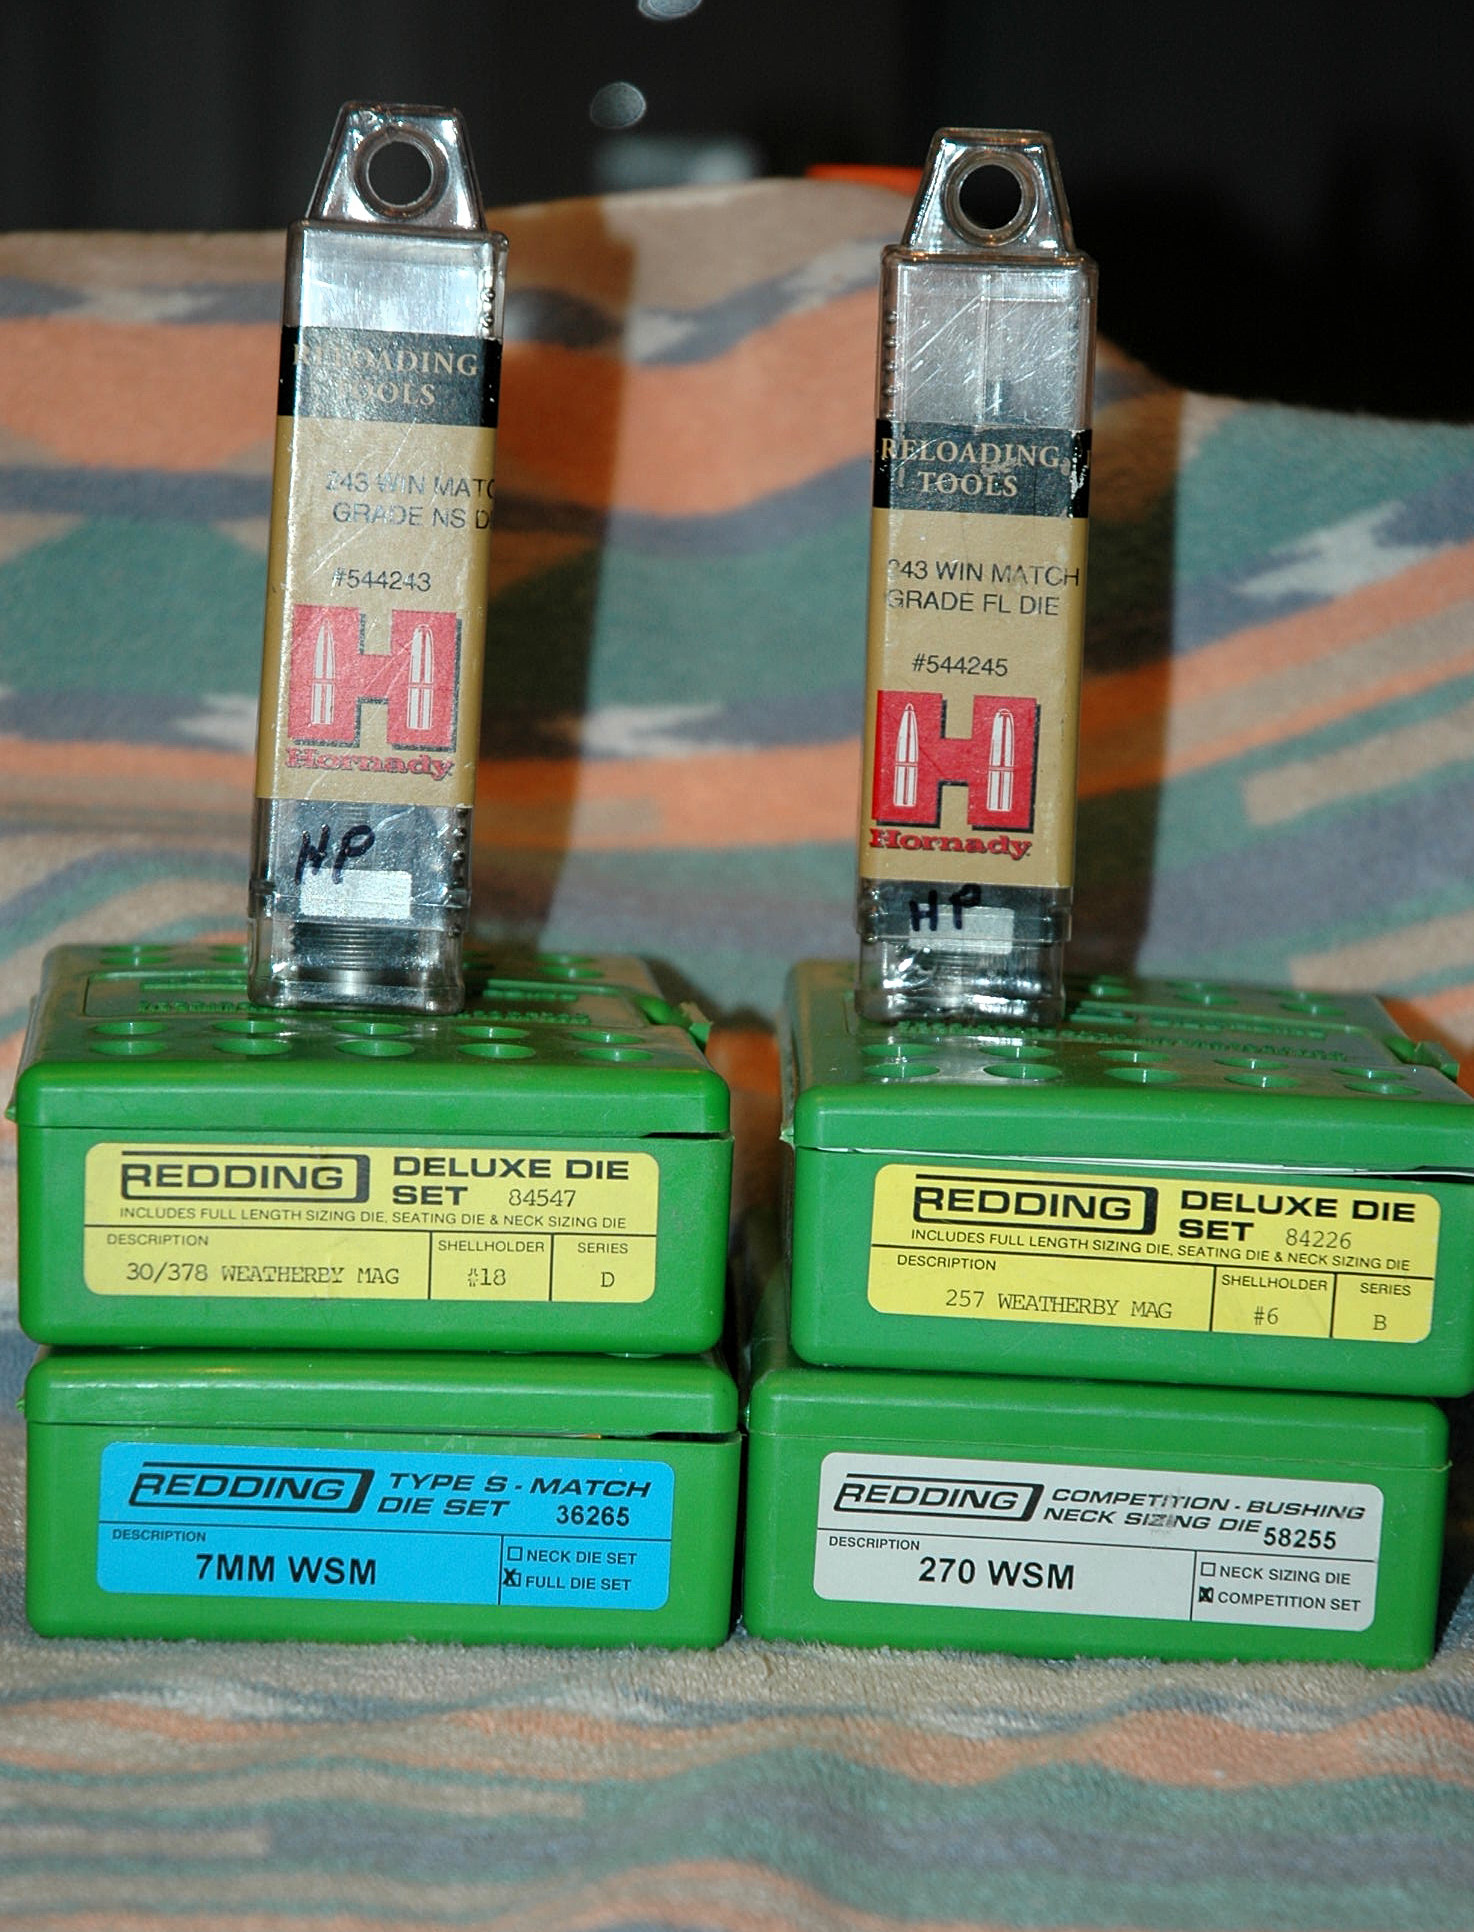 RELOADING
TOOLS
243 WIN MATC
GRADE NS D
#544243
Hornady
HP
RELOADING
TOOLS
243 WIN MATCH
GRADE FL DIE
#544245
Hornady
HP
REDDING DELUXE DIE
SET 84547
INCLUDES FULL LENGTH SIZING DIE, SEATING DIE & NECK SIZING DIE
DESCRIPTION SHELLHOLDER SERIES
30/378 WEATHERBY MAG #18 D
REDDING DELUXE DIE
SET 84226
INCLUDES FULL LENGTH SIZING DIE, SEATING DIE & NECK SIZING DIE
DESCRIPTION SHELLHOLDER SERIES
257 WEATHERBY MAG #6 B
REDDING TYPE S - MATCH
DIE SET 36265
DESCRIPTION
7MM WSM
NECK DIE SET
X FULL DIE SET
REDDING COMPETITION - BUSHING
NECK SIZING DIE 58255
DESCRIPTION
270 WSM
NECK SIZING DIE
X COMPETITION SET